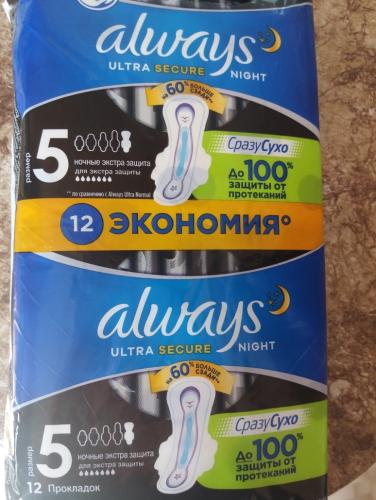 always
ULTRA SECURE NIGHT
на 60% БОЛЬШЕ СЗАДИ**
размер 5
ночные экстра защита
для экстра защиты
** по сравнению с Always Ultra Normal
СразуСухо
До 100%
защиты от
протеканий
12 ЭКОНОМИЯ°
always
ULTRA SECURE NIGHT
на 60% БОЛЬШЕ СЗАДИ**
размер 5
ночные экстра защита
для экстра защиты
12 Прокладок
СразуСухо
До 100%
защиты от
протеканий